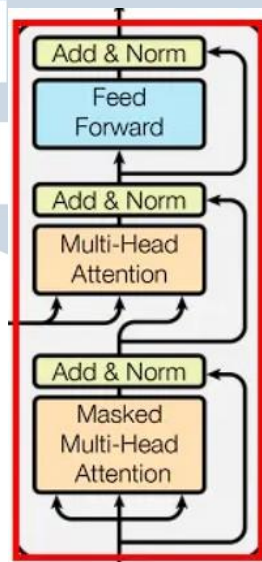 Add & Norm
Feed
Forward
Add & Norm
Multi-Head
Attention
Add & Norm
Masked
Multi-Head
Attention